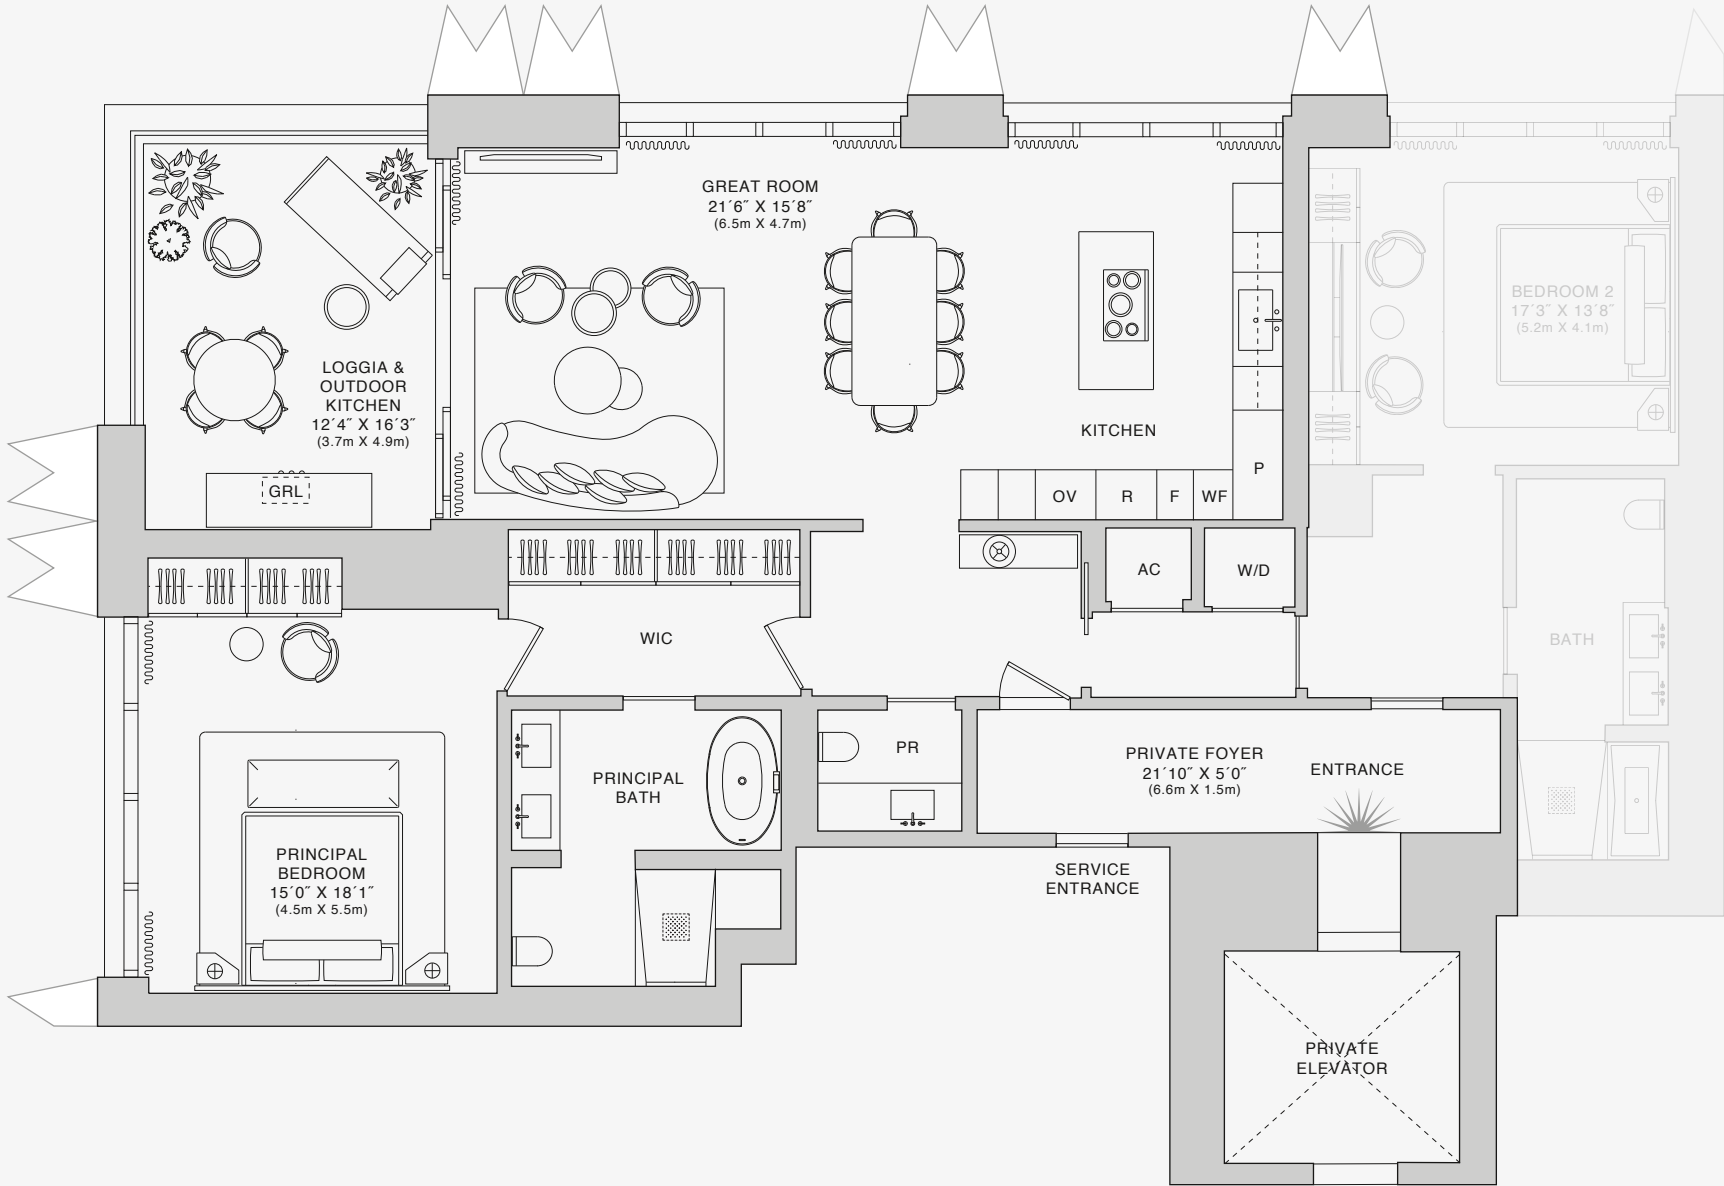 GREAT ROOM
21´6˝ X 15´8˝
(6.5m X 4.7m)
LOGGIA &
OUTDOOR
KITCHEN
12´4˝ X 16´3˝
(3.7m X 4.9m)
GRL
KITCHEN
OV
R
F
WF
P
BEDROOM 2
17´3˝ X 13´8˝
(5.2m X 4.1m)
AC
W/D
WIC
BATH
PRINCIPAL
BATH
PR
PRIVATE FOYER
21´10˝ X 5´0˝
(6.6m X 1.5m)
ENTRANCE
PRINCIPAL
BEDROOM
15´0˝ X 18´1˝
(4.5m X 5.5m)
SERVICE
ENTRANCE
PRIVATE
ELEVATOR